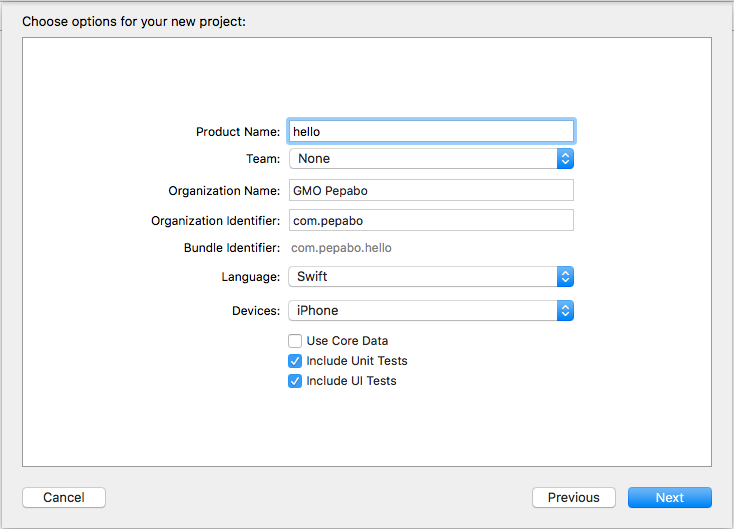 Choose options for your new project:
Product Name: hello
Team: None
Organization Name: GMO Pepabo
Organization Identifier: com.pepabo
Bundle Identifier: com.pepabo.hello
Language: Swift
Devices: iPhone
Use Core Data
Include Unit Tests
Include UI Tests
Cancel Previous Next